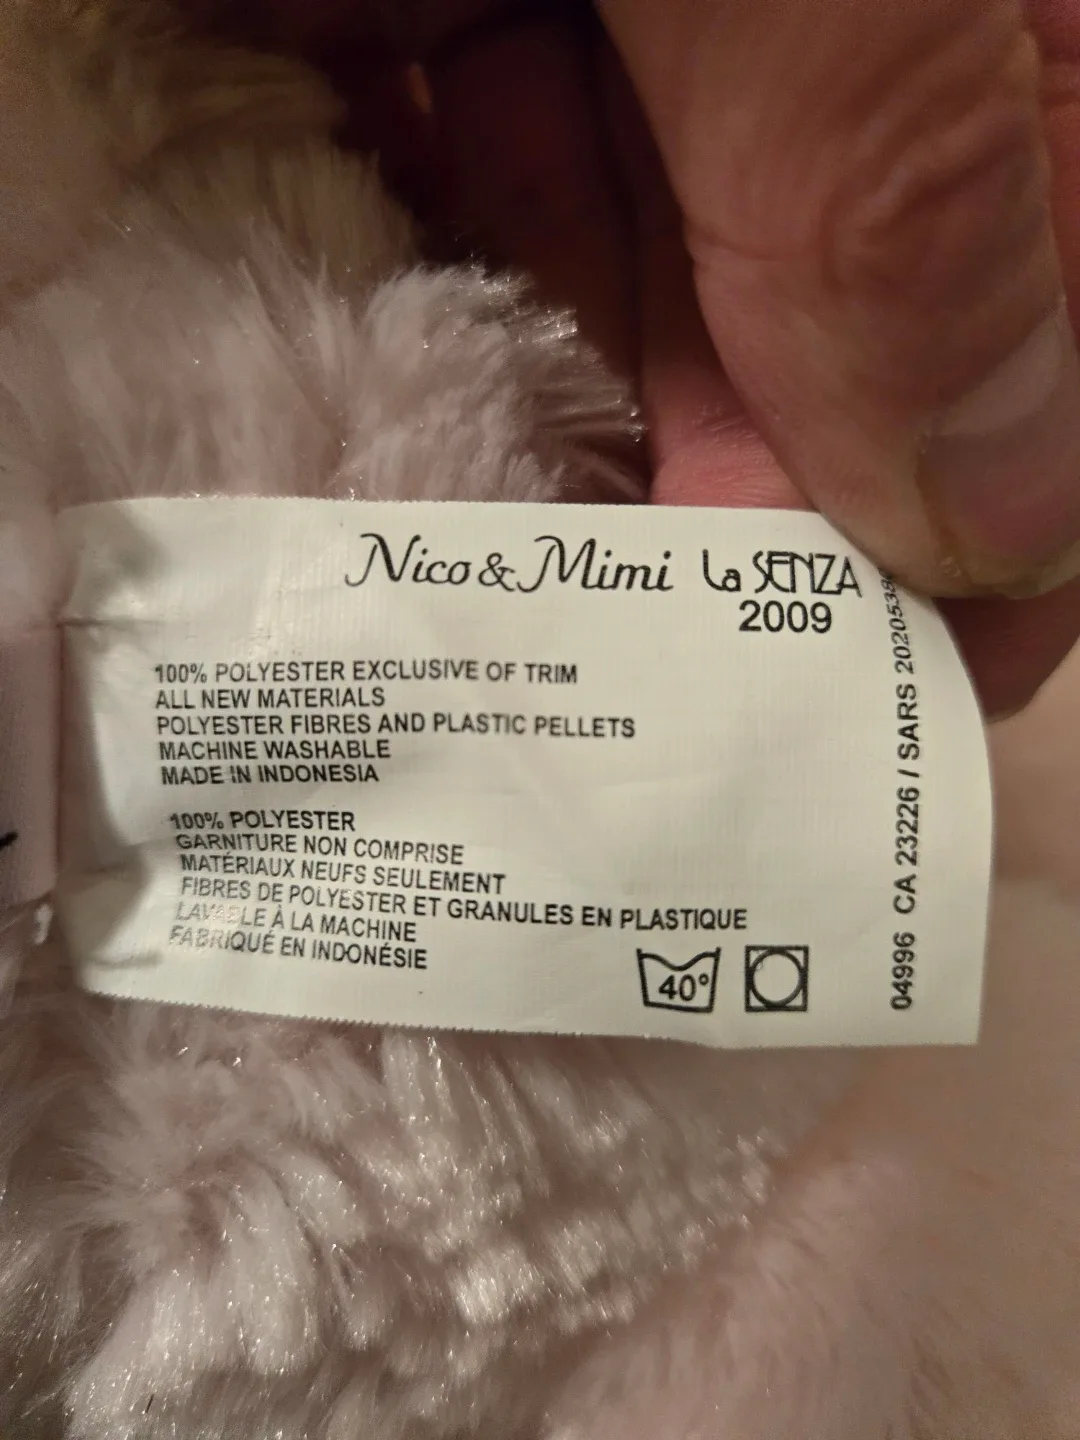 Nico & Mimi La SENZA
2009
100% POLYESTER EXCLUSIVE OF TRIM
ALL NEW MATERIALS
POLYESTER FIBRES AND PLASTIC PELLETS
MACHINE WASHABLE
MADE IN INDONESIA
100% POLYESTER
GARNITURE NON COMPRISE
MATÉRIAUX NEUFS SEULEMENT
FIBRES DE POLYESTER ET GRANULES EN PLASTIQUE
LAVABLE À LA MACHINE
FABRIQUÉ EN INDONÉSIE
40°
04996 CA 23226 / SARS